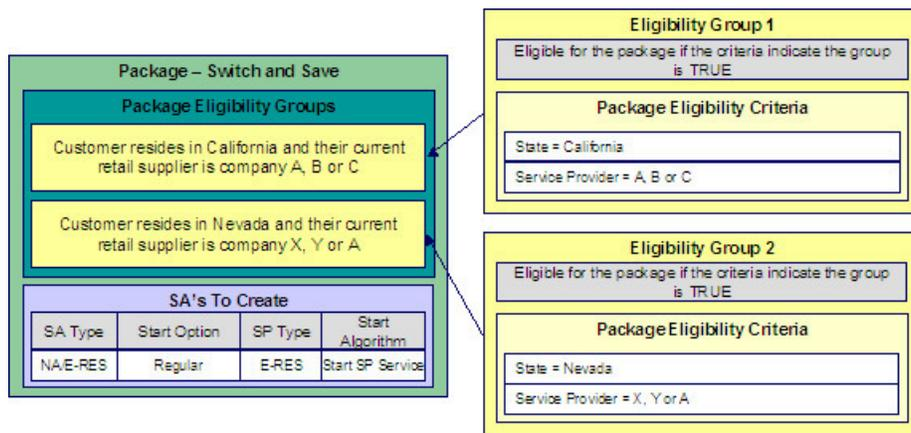 Package – Switch and Save
Package Eligibility Groups
Customer resides in California and their current
retail supplier is company A, B or C
Customer resides in Nevada and their current
retail supplier is company X, Y or A
SA's To Create
SA Type
Start Option
SP Type
Start
Algorithm
NA/E-RES
Regular
E-RES
Start SP Service
Eligibility Group 1
Eligible for the package if the criteria indicate the group
is TRUE
Package Eligibility Criteria
State = California
Service Provider = A, B or C
Eligibility Group 2
Eligible for the package if the criteria indicate the group
is TRUE
Package Eligibility Criteria
State = Nevada
Service Provider = X, Y or A